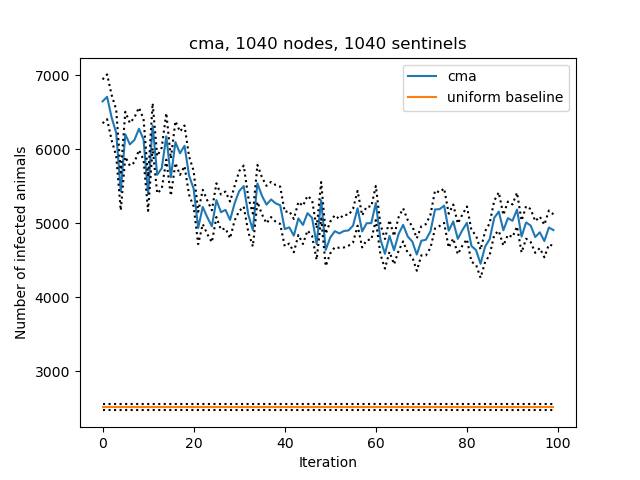 cma, 1040 nodes, 1040 sentinels
cma
uniform baseline
Number of infected animals
7000
6000
5000
4000
3000
0 20 40 60 80 100
Iteration